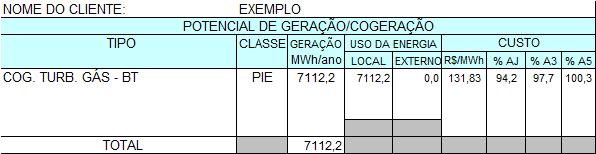 NOME DO CLIENTE: EXEMPLO
POTENCIAL DE GERAÇÃO/COGERAÇÃO
TIPO CLASSE GERAÇÃO USO DA ENERGIA CUSTO
MWh/ano LOCAL EXTERNO R$/MWh % AJ % A3 % A5
COG. TURB. GÁS - BT PIE 7112,2 7112,2 0,0 131,83 94,2 97,7 100,3
TOTAL 7112,2